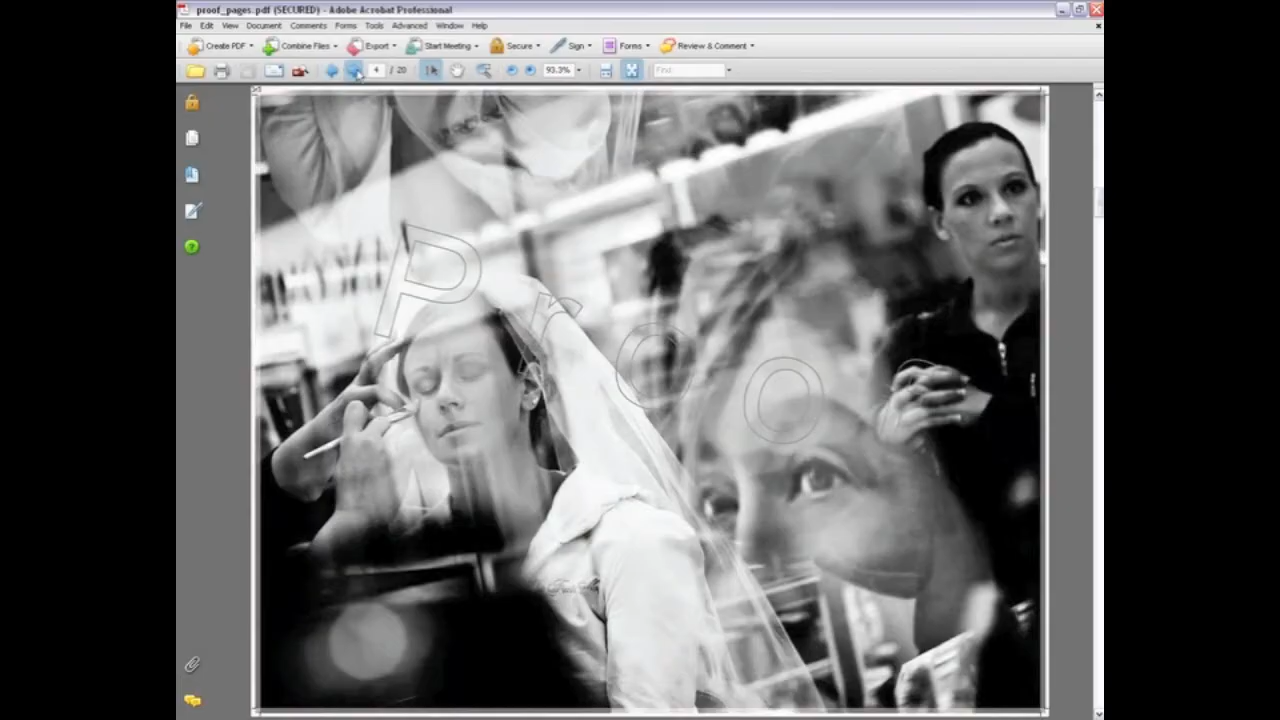 proof_pages.pdf (SECURED) - Adobe Acrobat Professional
File Edit View Document Comments Forms Tools Advanced Window Help
Create PDF Combine Files Export Start Meeting Secure Sign Forms Review & Comment
4 / 20 93.3% Find
Proo